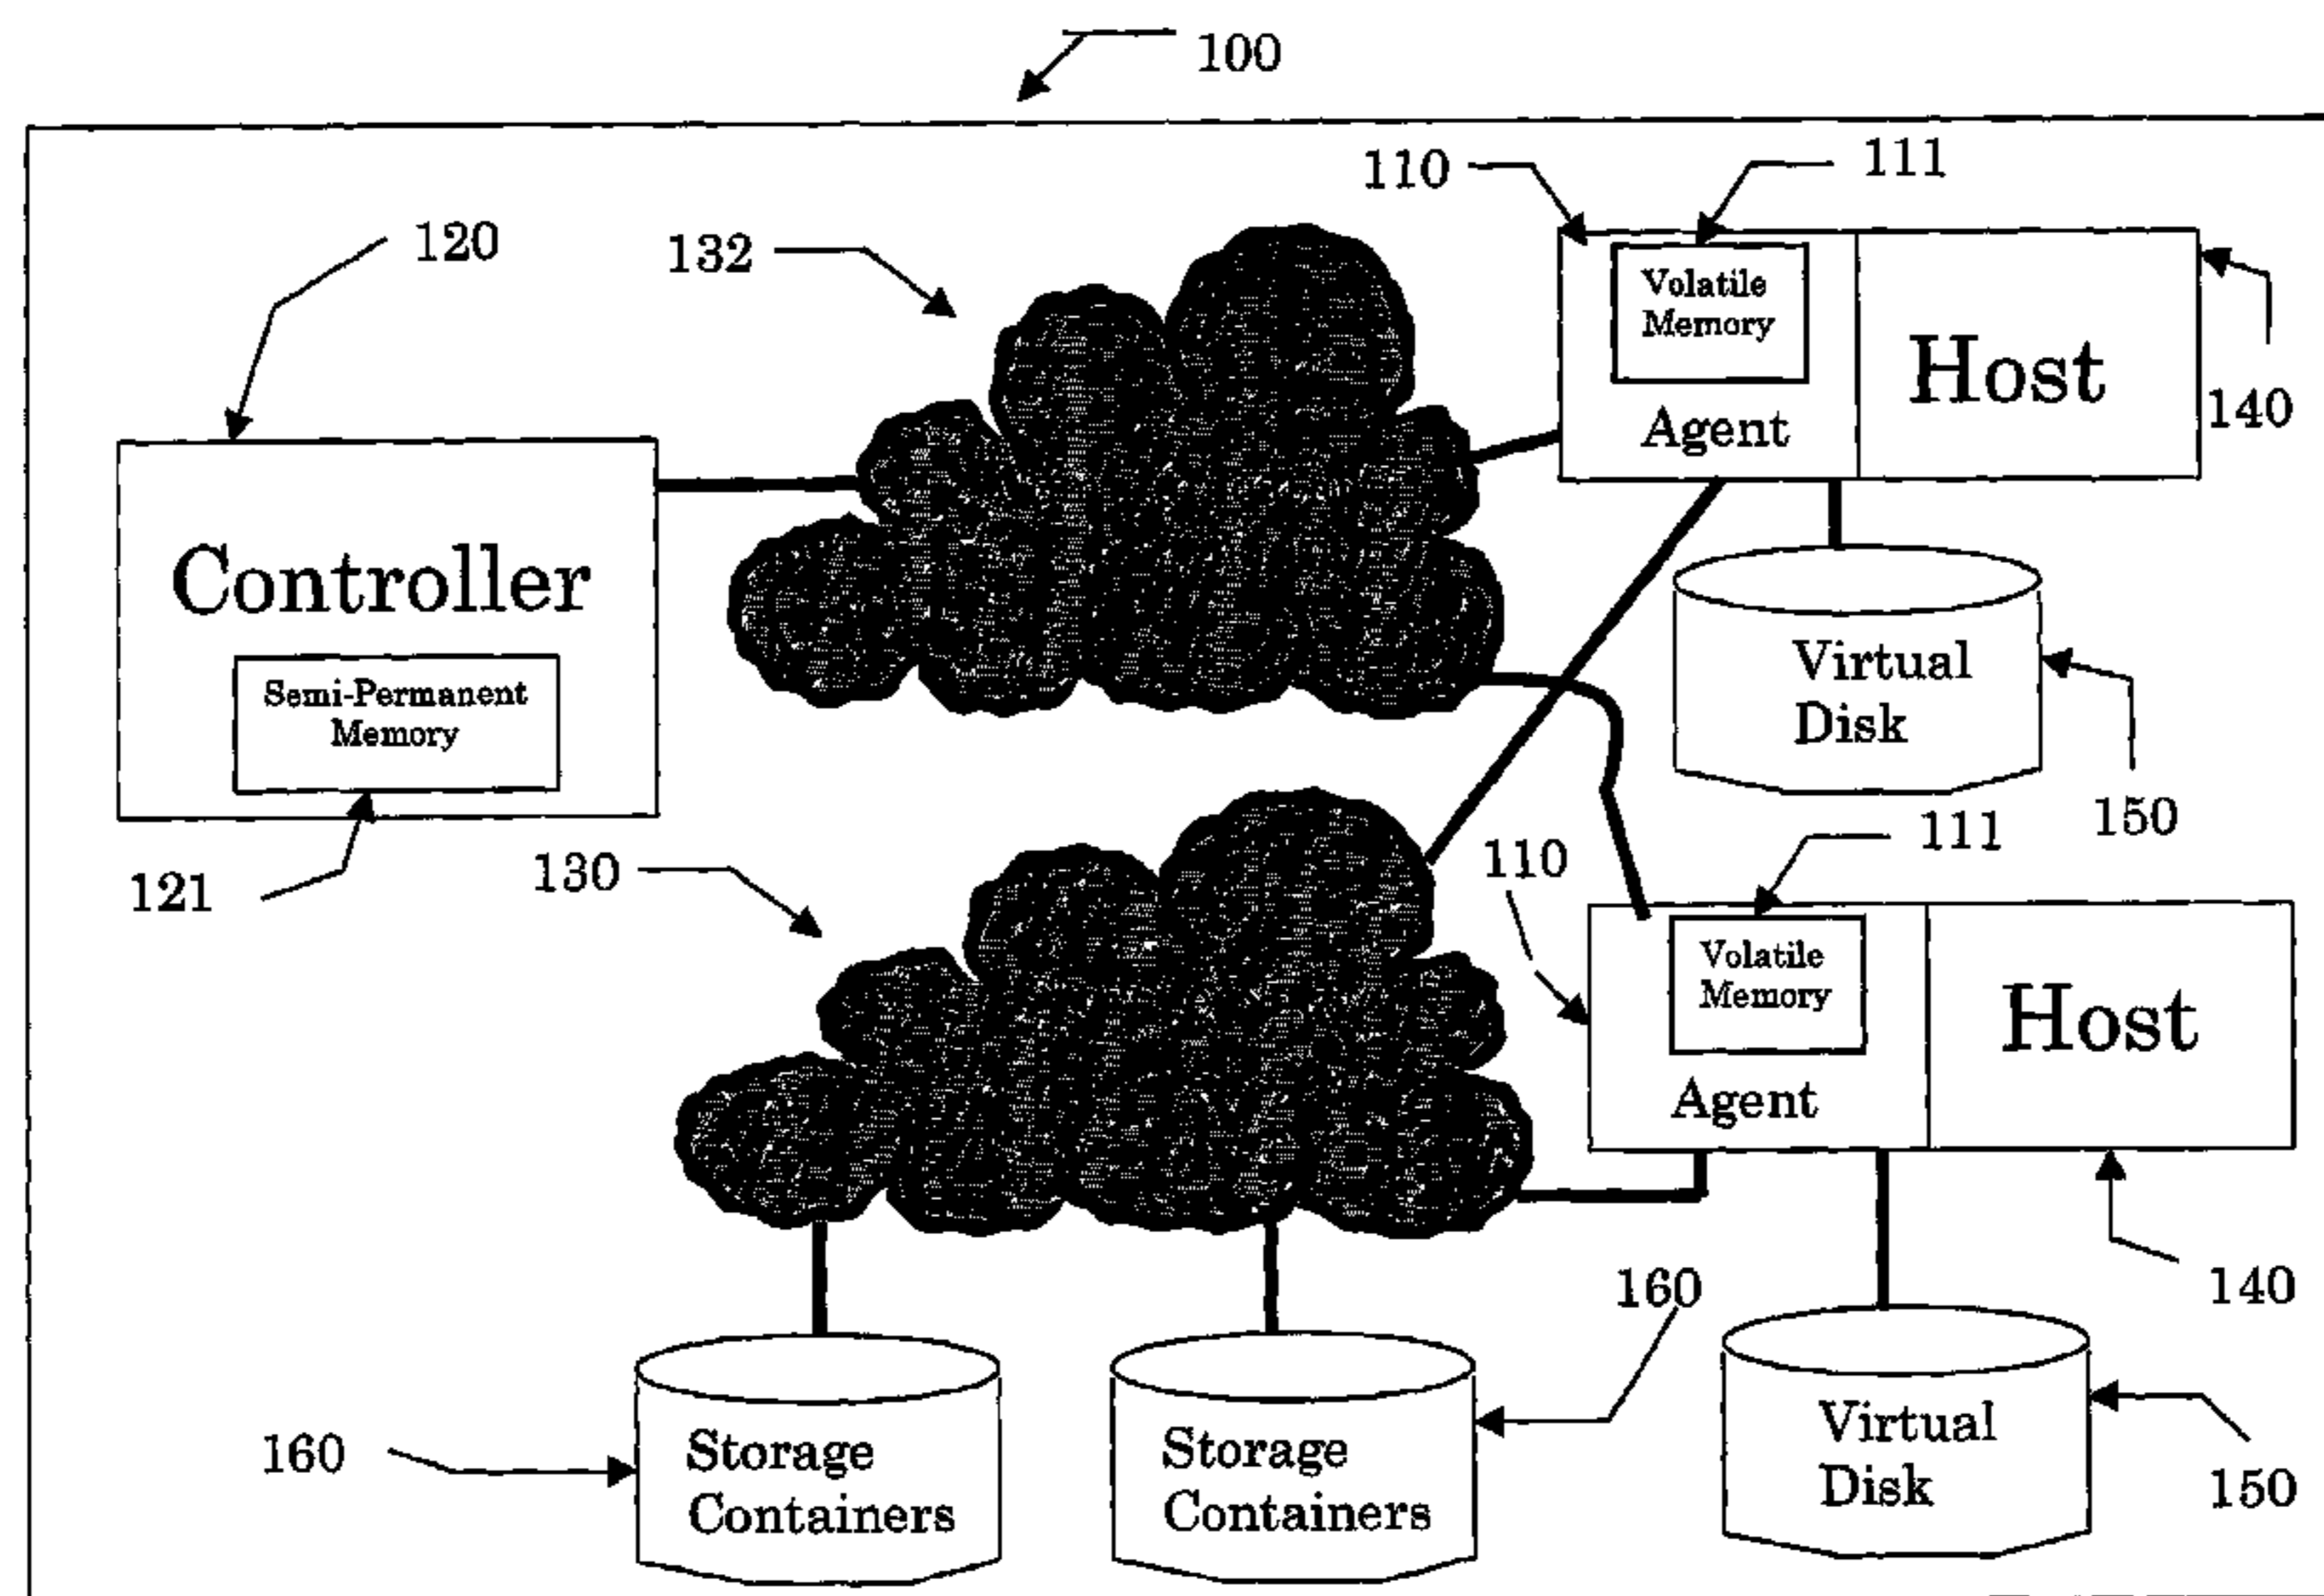 100
110
111
120
132
Volatile
Memory
Host
Agent
140
Controller
Semi-Permanent
Memory
Virtual
Disk
150
121
130
110
111
Volatile
Memory
Host
Agent
140
160
160
Storage
Containers
Storage
Containers
Virtual
Disk
150